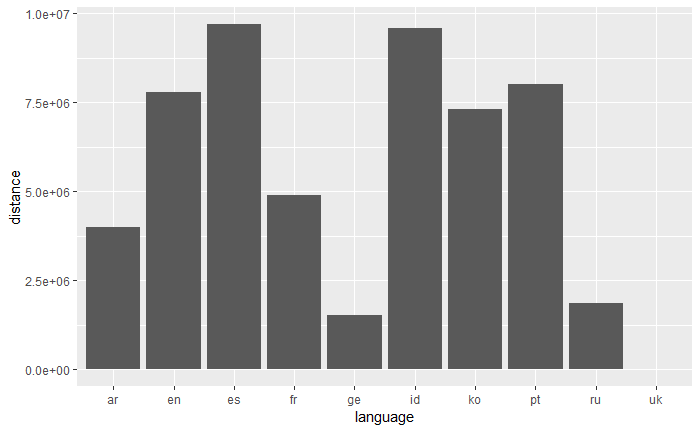 1.0e+07
7.5e+06
5.0e+06
2.5e+06
0.0e+00
distance
ar en es fr ge id ko pt ru uk
language